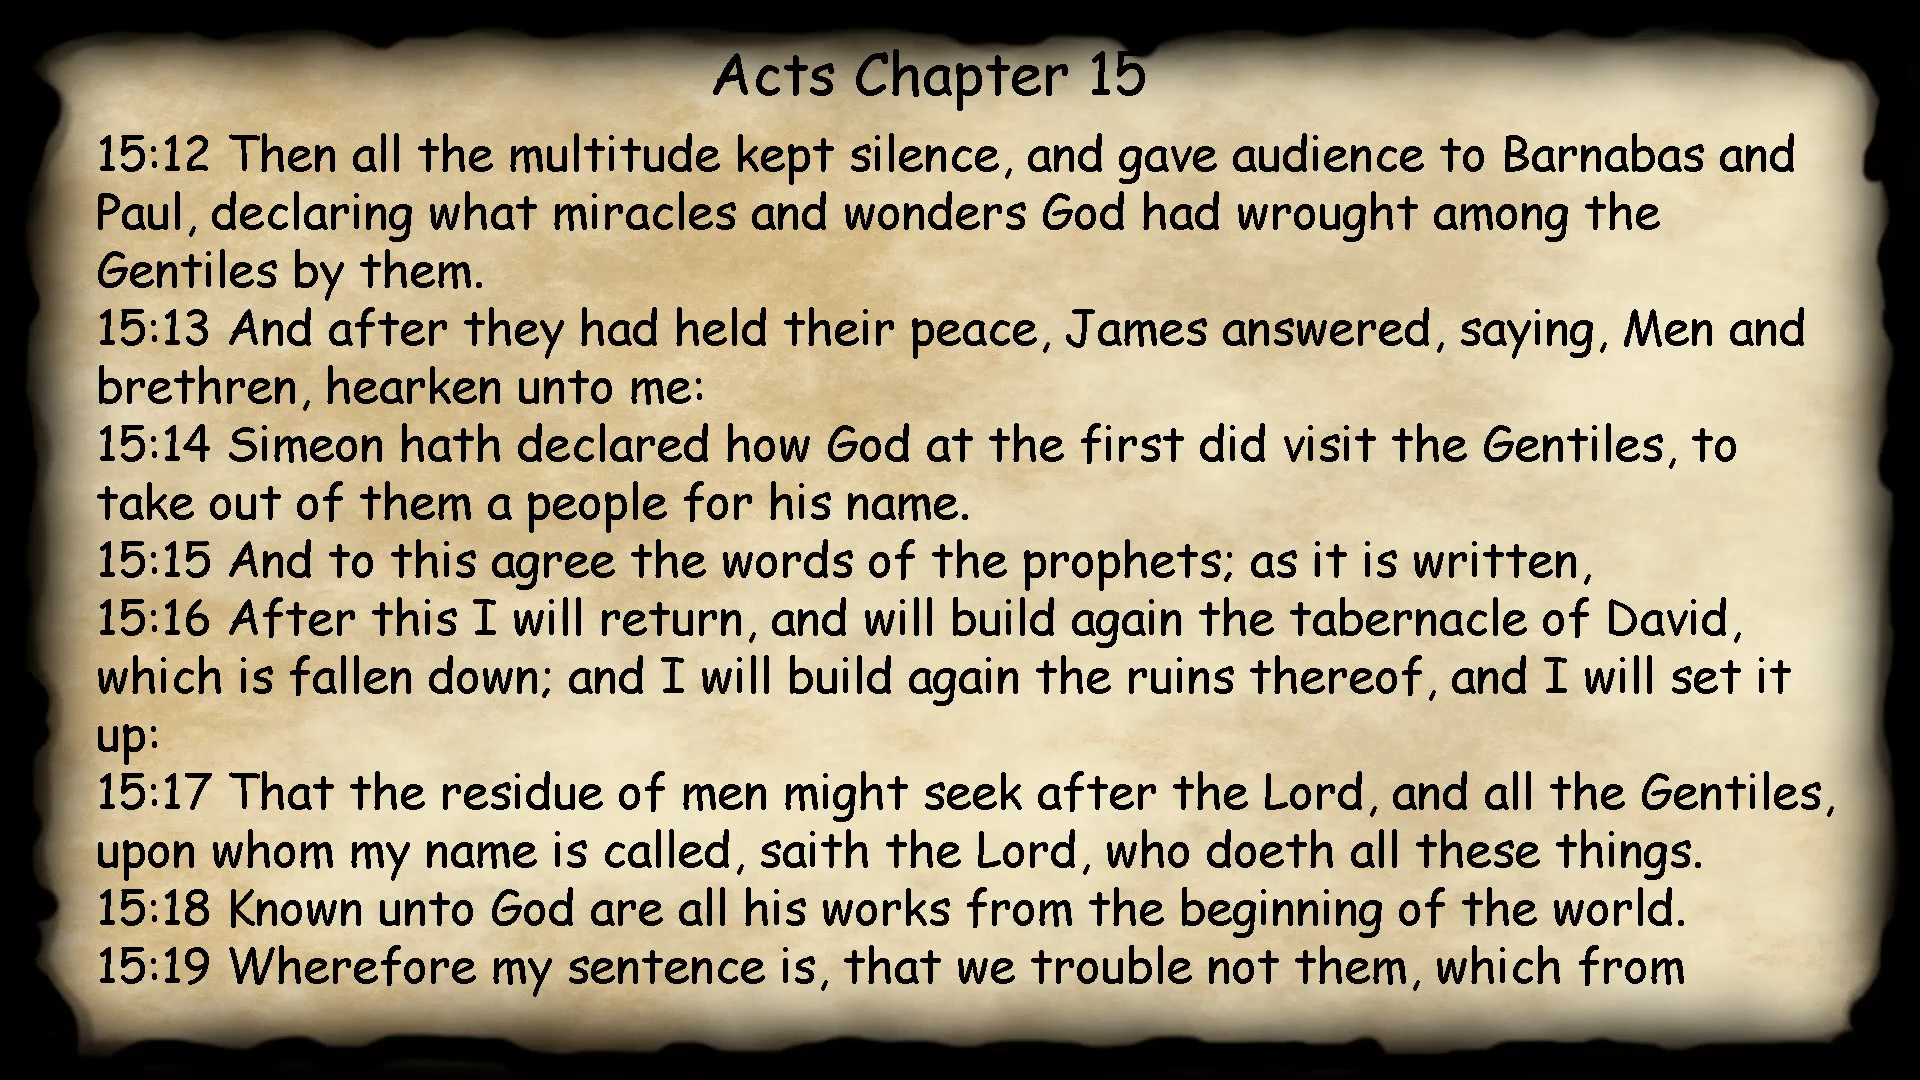 Acts Chapter 15
15:12 Then all the multitude kept silence, and gave audience to Barnabas and
Paul, declaring what miracles and wonders God had wrought among the
Gentiles by them.
15:13 And after they had held their peace, James answered, saying, Men and
brethren, hearken unto me:
15:14 Simeon hath declared how God at the first did visit the Gentiles, to
take out of them a people for his name.
15:15 And to this agree the words of the prophets; as it is written,
15:16 After this I will return, and will build again the tabernacle of David,
which is fallen down; and I will build again the ruins thereof, and I will set it
up:
15:17 That the residue of men might seek after the Lord, and all the Gentiles,
upon whom my name is called, saith the Lord, who doeth all these things.
15:18 Known unto God are all his works from the beginning of the world.
15:19 Wherefore my sentence is, that we trouble not them, which from